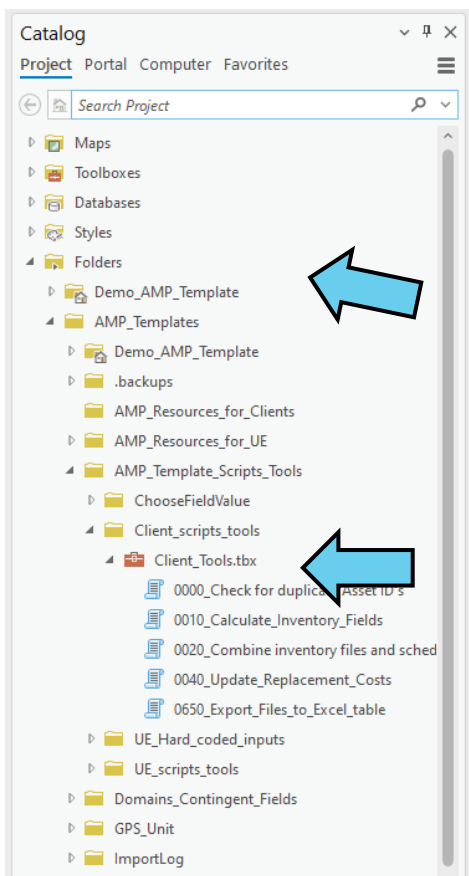 Catalog
Project Portal Computer Favorites
Search Project
Maps
Toolboxes
Databases
Styles
Folders
Demo_AMP_Template
AMP_Templates
Demo_AMP_Template
.backups
AMP_Resources_for_Clients
AMP_Resources_for_UE
AMP_Template_Scripts_Tools
ChooseFieldValue
Client_scripts_tools
Client_Tools.tbx
0000_Check for duplicate Asset ID's
0010_Calculate_Inventory_Fields
0020_Combine inventory files and sched
0040_Update_Replacement_Costs
0650_Export_Files_to_Excel_table
UE_Hard_coded_inputs
UE_scripts_tools
Domains_Contingent_Fields
GPS_Unit
ImportLog